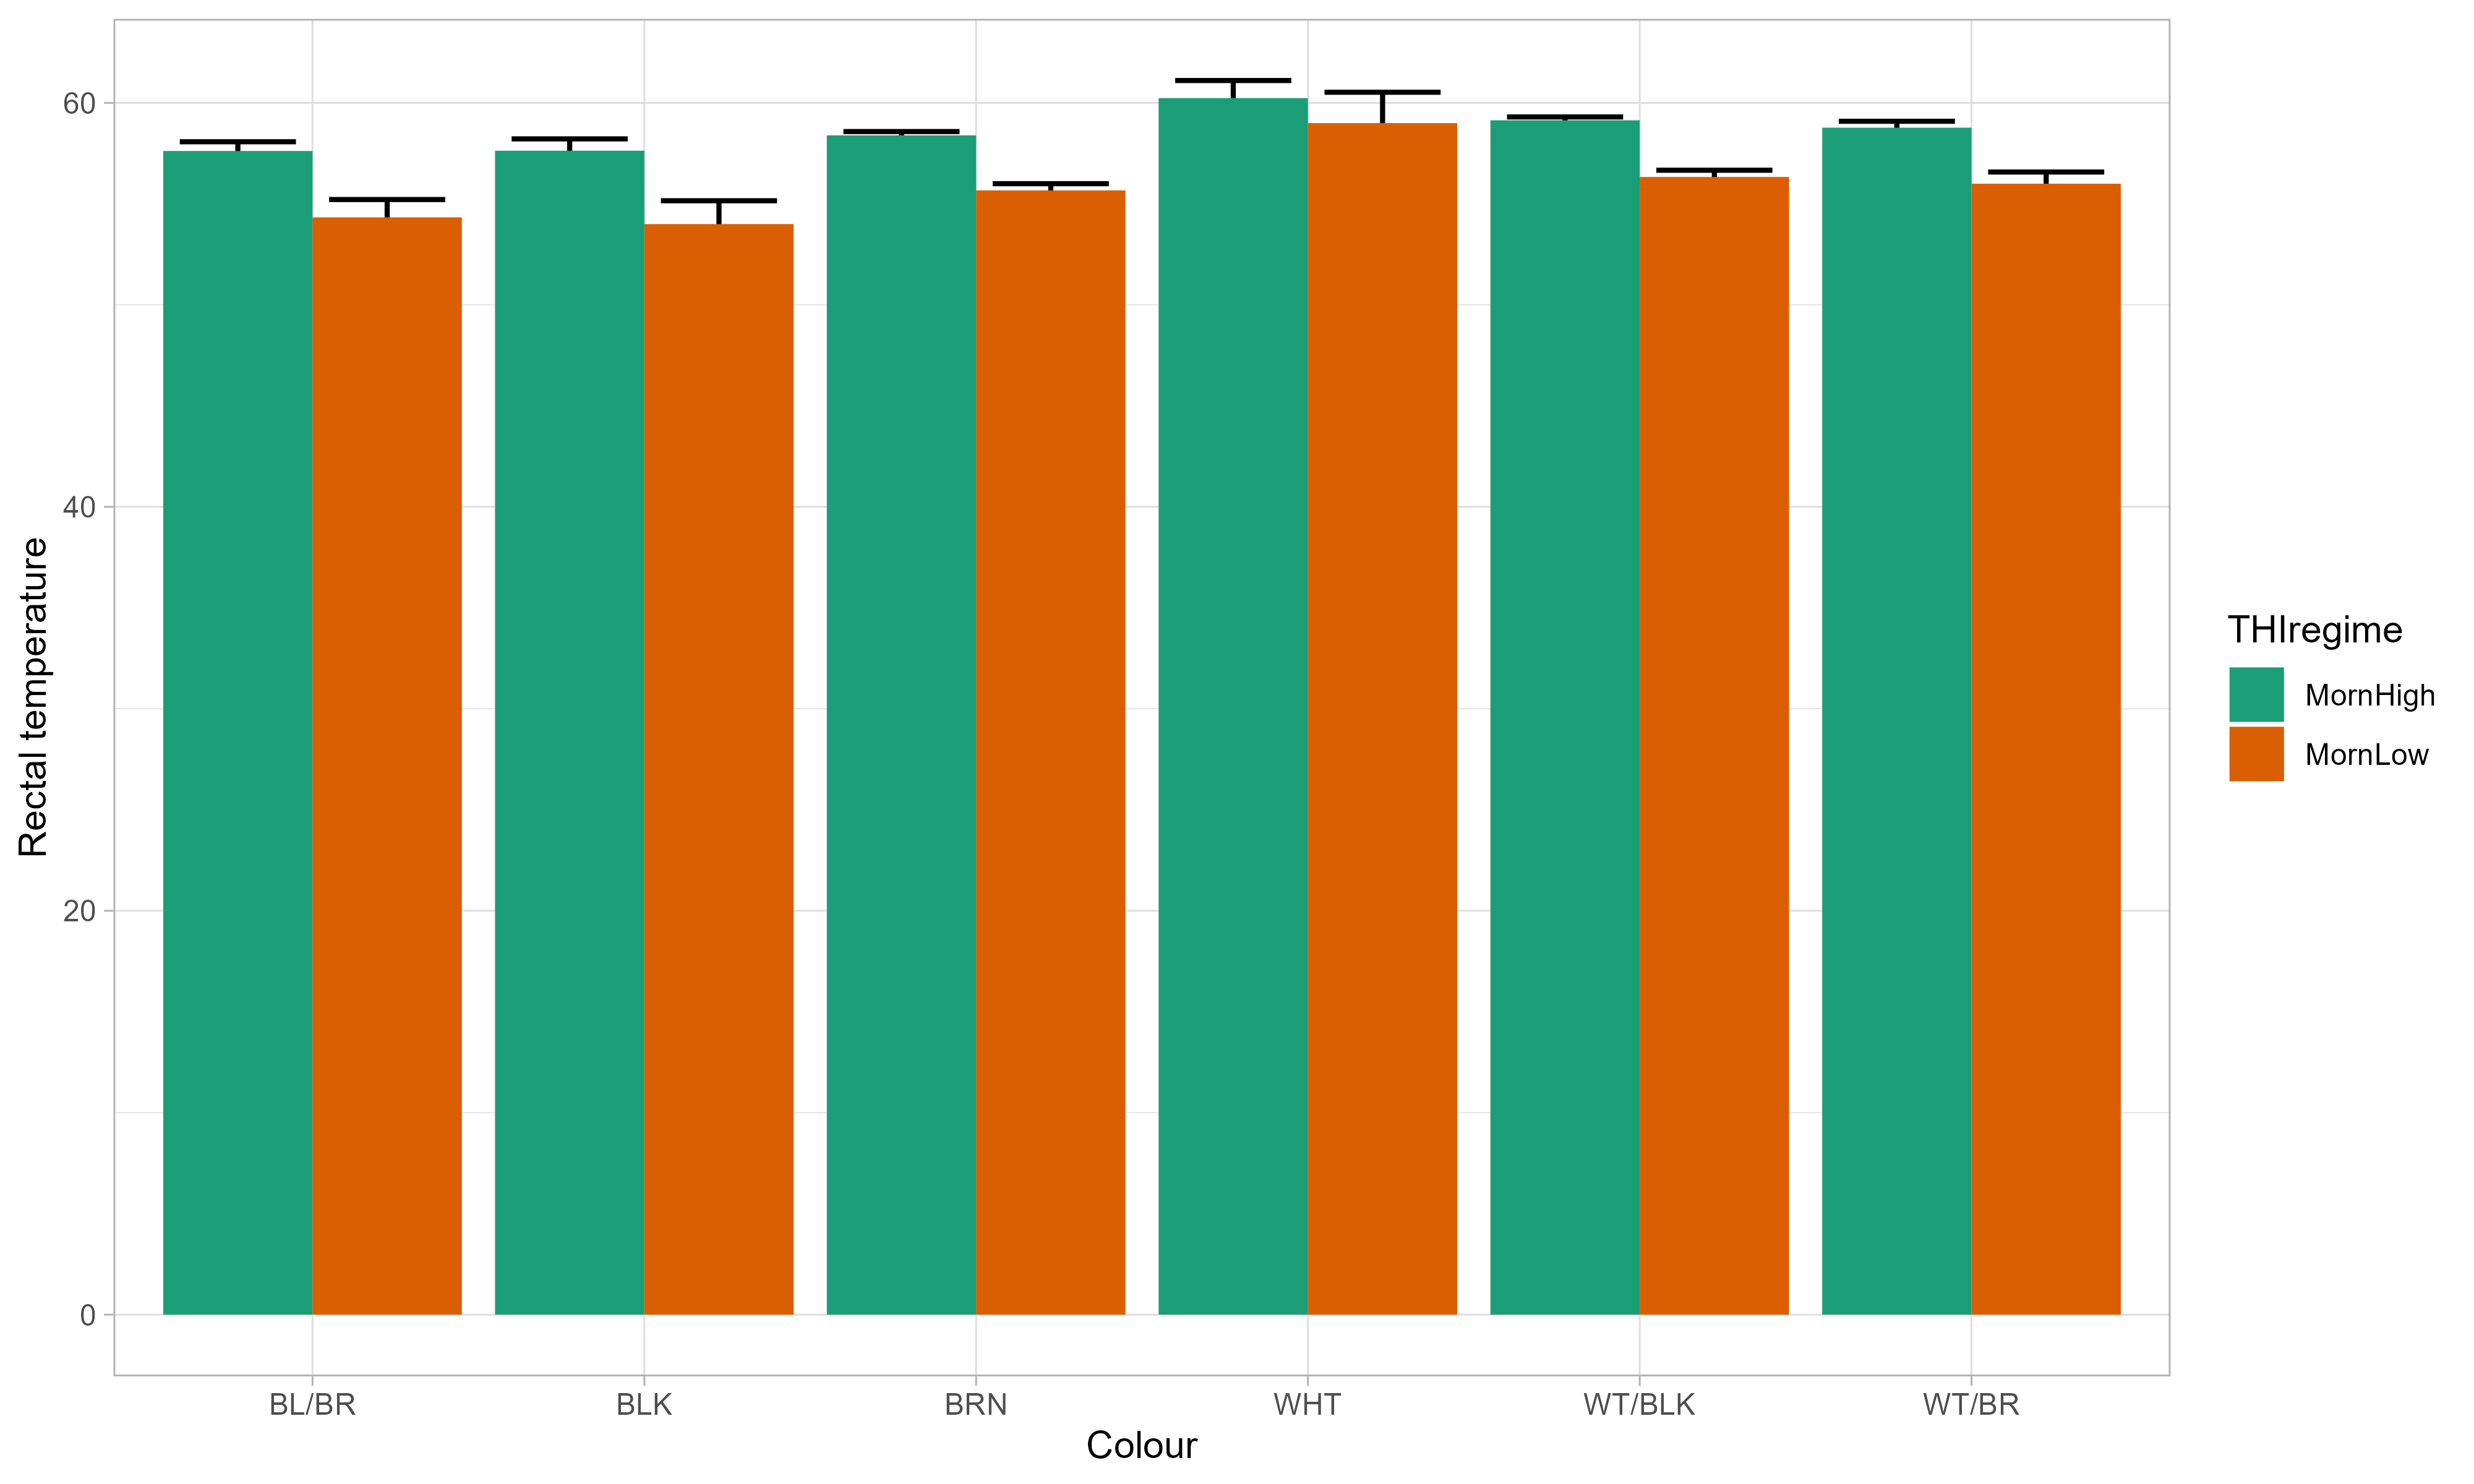 60
40
20
0
Rectal temperature
BL/BR BLK BRN WHT WT/BLK WT/BR
Colour
THIregime
MornHigh
MornLow